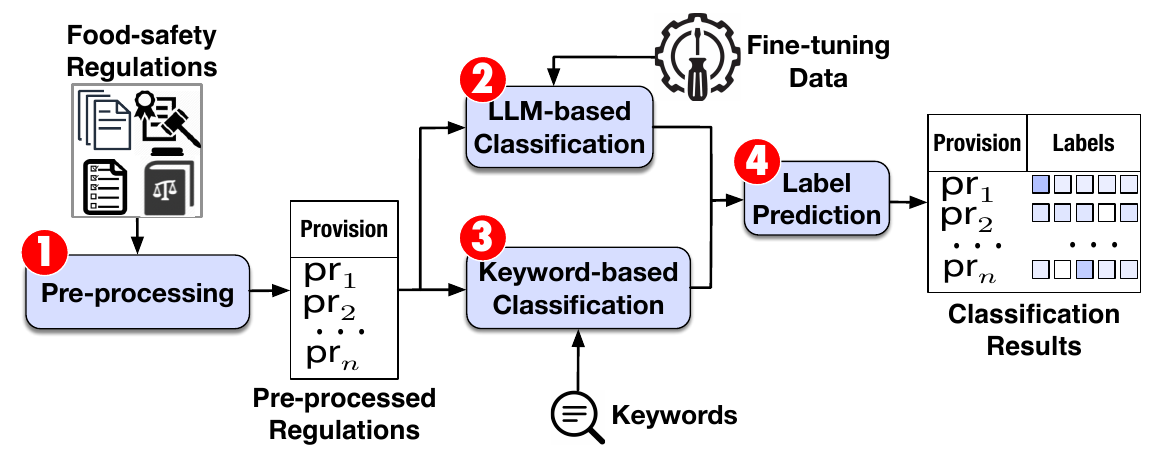 Food-safety
Regulations
1
Pre-processing
Provision
pr1
pr2
. . .
prn
Pre-processed
Regulations
2
LLM-based
Classification
Fine-tuning
Data
3
Keyword-based
Classification
Keywords
4
Label
Prediction
Provision Labels
pr1
pr2
. . . . . .
prn
Classification
Results